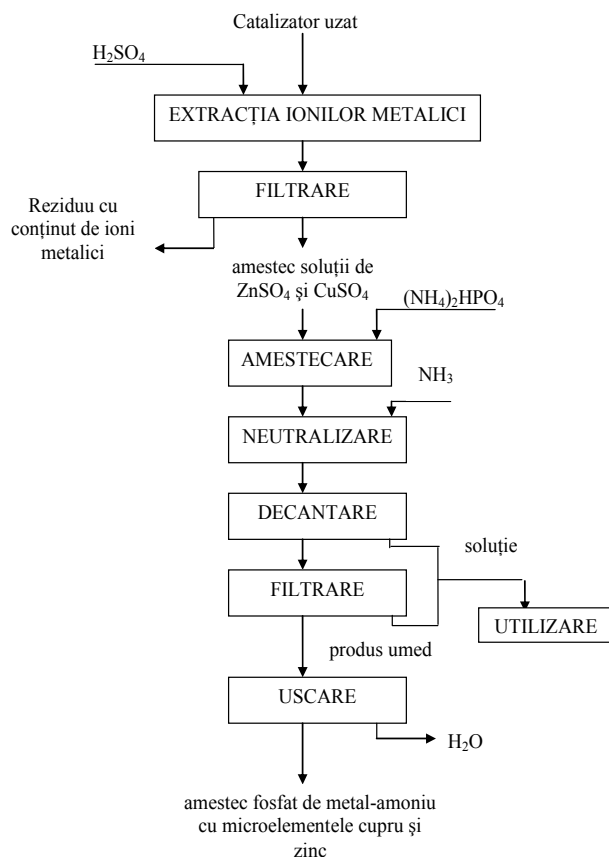 Catalizator uzat
H₂SO₄
EXTRACȚIA IONILOR METALICI
FILTRARE
Reziduu cu
conținut de ioni
metalici
amestec soluții de
ZnSO₄ şi CuSO₄
(NH₄)₂HPO₄
AMESTECARE
NH₃
NEUTRALIZARE
DECANTARE
soluție
FILTRARE
UTILIZARE
produs umed
USCARE
H₂O
amestec fosfat de metal-amoniu
cu microelementele cupru şi
zinc